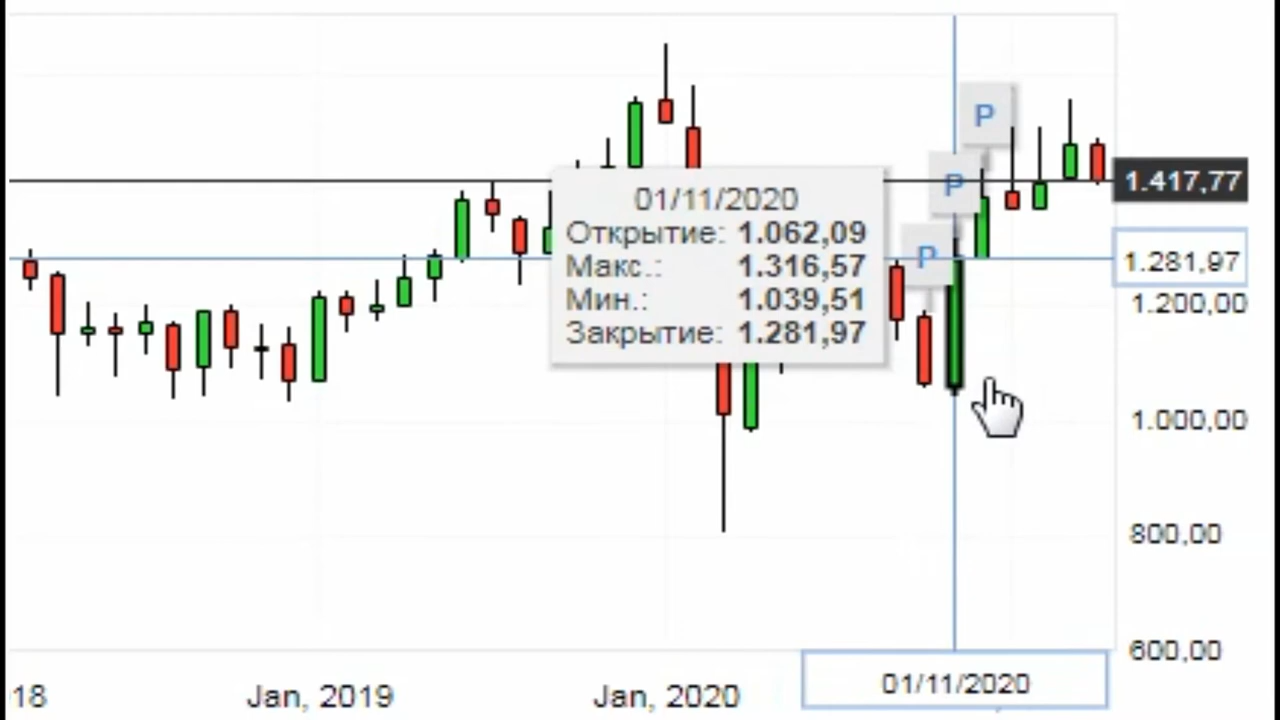 P
P
P
01/11/2020
Открытие: 1.062,09
Макс.: 1.316,57
Мин.: 1.039,51
Закрытие: 1.281,97
1.417,77
1.281,97
1.200,00
1.000,00
800,00
600,00
18
Jan, 2019
Jan, 2020
01/11/2020